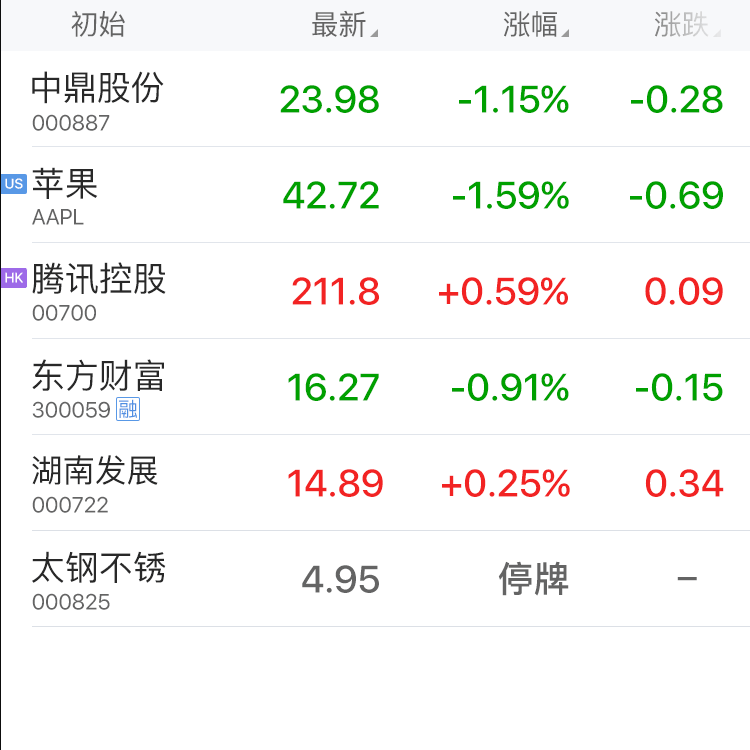 初始 最新 涨幅 涨跌
中鼎股份 23.98 -1.15% -0.28
000887
US 苹果 42.72 -1.59% -0.69
AAPL
HK 腾讯控股 211.8 +0.59% 0.09
00700
东方财富 16.27 -0.91% -0.15
300059 融
湖南发展 14.89 +0.25% 0.34
000722
太钢不锈 4.95 停牌 –
000825